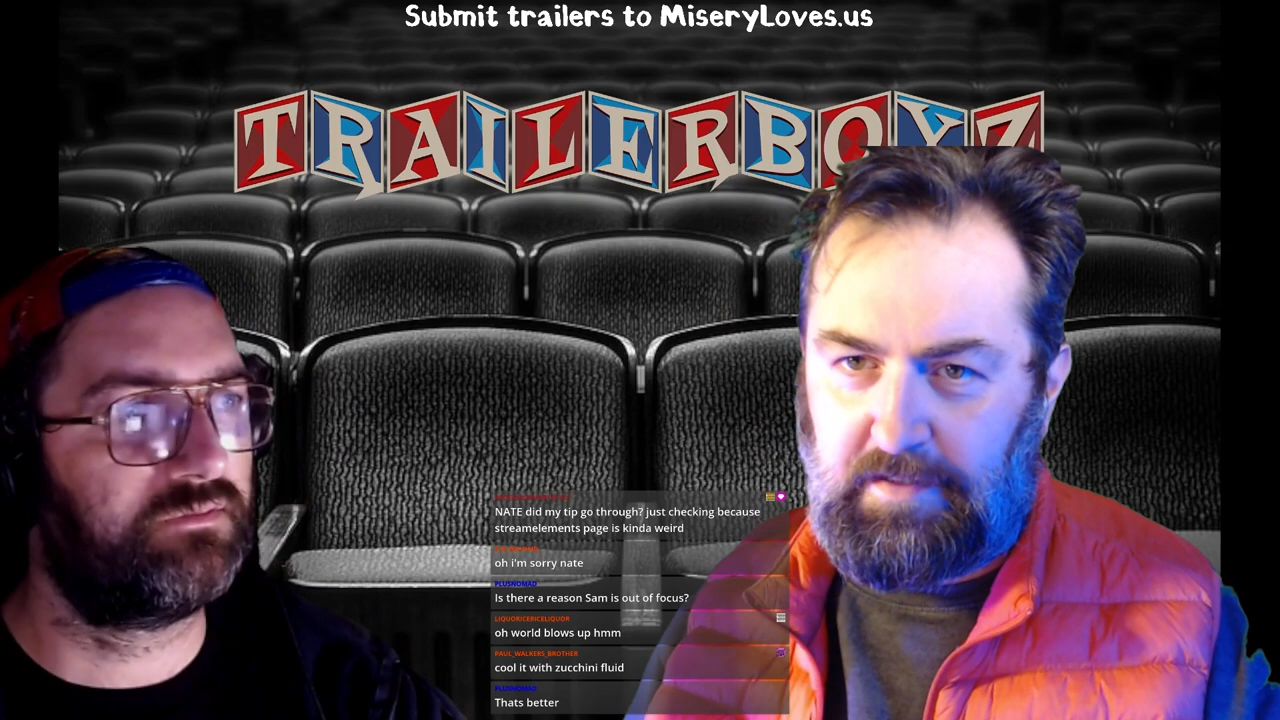 Submit trailers to MiseryLoves.us
TRAILERBOYZ
NATE did my tip go through? just checking because
streamelements page is kinda weird
oh i'm sorry nate
PLUSNOMAD
Is there a reason Sam is out of focus?
LIQUORICERICELIQUOR
oh world blows up hmm
PAUL_WALKERS_BROTHER
cool it with zucchini fluid
PLUSNOMAD
Thats better